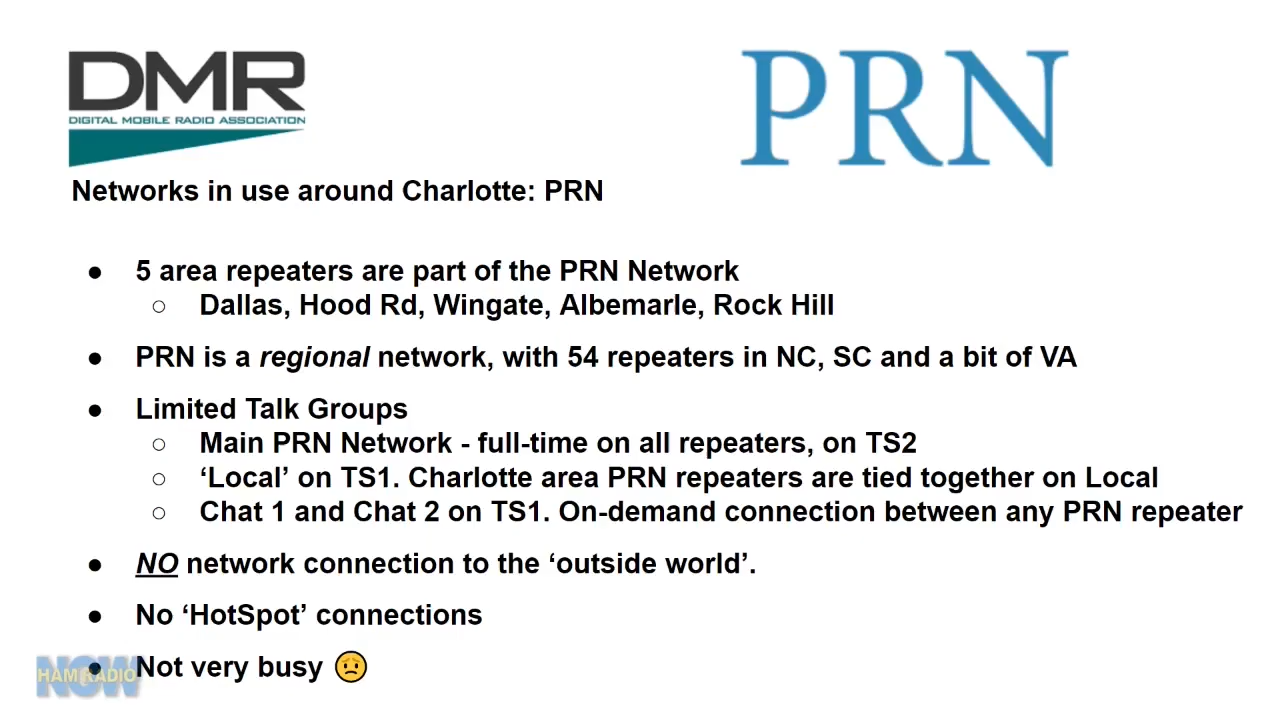 DMR
DIGITAL MOBILE RADIO ASSOCIATION
PRN
Networks in use around Charlotte: PRN
● 5 area repeaters are part of the PRN Network
○ Dallas, Hood Rd, Wingate, Albemarle, Rock Hill
● PRN is a regional network, with 54 repeaters in NC, SC and a bit of VA
● Limited Talk Groups
○ Main PRN Network - full-time on all repeaters, on TS2
○ ‘Local’ on TS1. Charlotte area PRN repeaters are tied together on Local
○ Chat 1 and Chat 2 on TS1. On-demand connection between any PRN repeater
● NO network connection to the ‘outside world’.
● No ‘HotSpot’ connections
● Not very busy 😟
HAM RADIO
NOW